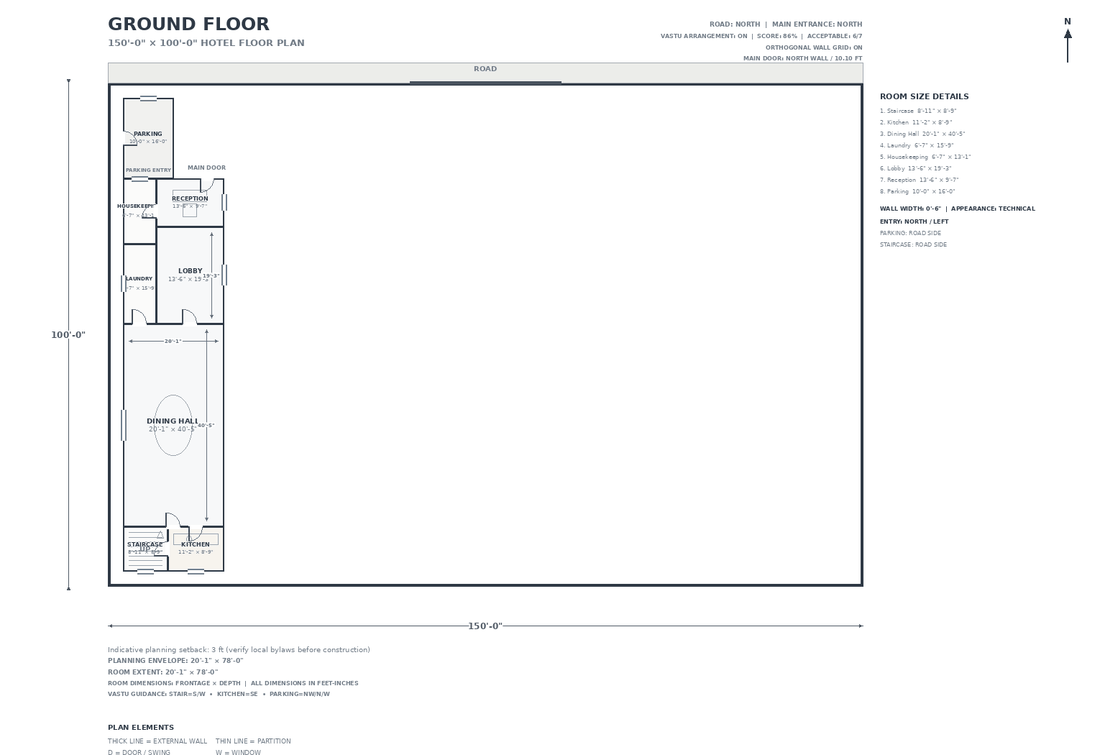 GROUND FLOOR
150'-0" × 100'-0" HOTEL FLOOR PLAN
ROAD: NORTH | MAIN ENTRANCE: NORTH
VASTU ARRANGEMENT: ON | SCORE: 86% | ACCEPTABLE: 6/7
ORTHOGONAL WALL GRID: ON
MAIN DOOR: NORTH WALL / 10.10 FT
N
ROAD
ROOM SIZE DETAILS
1. Staircase 8'-11" × 8'-9"
2. Kitchen 11'-2" × 8'-9"
3. Dining Hall 20'-1" × 40'-5"
4. Laundry 6'-7" × 15'-9"
5. Housekeeping 6'-7" × 13'-1"
6. Lobby 13'-6" × 19'-3"
7. Reception 13'-6" × 9'-7"
8. Parking 10'-0" × 16'-0"
WALL WIDTH: 0'-6" | APPEARANCE: TECHNICAL
ENTRY: NORTH / LEFT
PARKING: ROAD SIDE
STAIRCASE: ROAD SIDE
PARKING
10'-0" × 16'-0"
PARKING ENTRY
MAIN DOOR
RECEPTION
13'-6" × 9'-7"
HOUSEKEEPI
LOBBY
13'-6" × 19'-3"
19'-3"
LAUNDRY
100'-0"
20'-1"
DINING HALL
20'-1" × 40'-5"
40'-5"
STAIRCASE
UP
8'-11" × 8'-9"
KITCHEN
11'-2" × 8'-9"
150'-0"
Indicative planning setback: 3 ft (verify local bylaws before construction)
PLANNING ENVELOPE: 20'-1" × 78'-0"
ROOM EXTENT: 20'-1" × 78'-0"
ROOM DIMENSIONS: FRONTAGE × DEPTH | ALL DIMENSIONS IN FEET-INCHES
VASTU GUIDANCE: STAIR=S/W • KITCHEN=SE • PARKING=NW/N/W
PLAN ELEMENTS
THICK LINE = EXTERNAL WALL THIN LINE = PARTITION
D = DOOR / SWING W = WINDOW